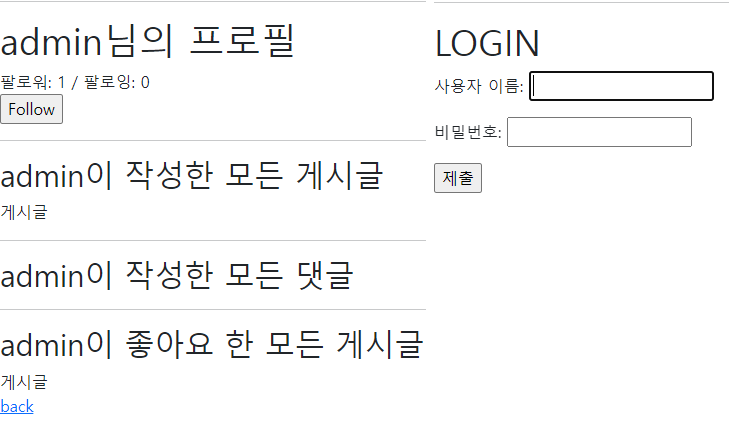 admin님의 프로필
팔로워: 1 / 팔로잉: 0
Follow
admin이 작성한 모든 게시글
게시글
admin이 작성한 모든 댓글
admin이 좋아요 한 모든 게시글
게시글
back
LOGIN
사용자 이름:
비밀번호:
제출